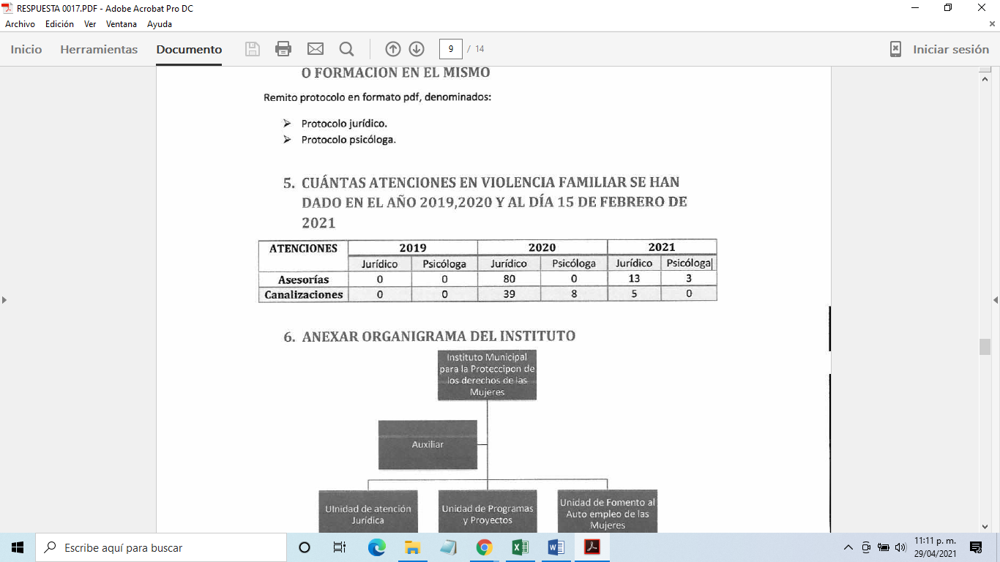 RESPUESTA 0017.PDF - Adobe Acrobat Pro DC
Archivo Edición Ver Ventana Ayuda
Inicio Herramientas Documento 9 / 14 Iniciar sesión
O FORMACION EN EL MISMO
Remito protocolo en formato pdf, denominados:
Protocolo jurídico.
Protocolo psicóloga.
5. CUÁNTAS ATENCIONES EN VIOLENCIA FAMILIAR SE HAN
DADO EN EL AÑO 2019,2020 Y AL DÍA 15 DE FEBRERO DE
2021
ATENCIONES 2019 2020 2021
Jurídico Psicóloga Jurídico Psicóloga Jurídico Psicóloga
Asesorías 0 0 80 0 13 3
Canalizaciones 0 0 39 8 5 0
6. ANEXAR ORGANIGRAMA DEL INSTITUTO
Instituto Municipal
para la Proteccipon de
los derechos de las
Mujeres
Auxiliar
UInidad de atención
Jurídica
Unidad de Programas
y Proyectos
Unidad de Fomento al
Auto empleo de las
Mujeres
Escribe aquí para buscar
11:11 p. m.
29/04/2021